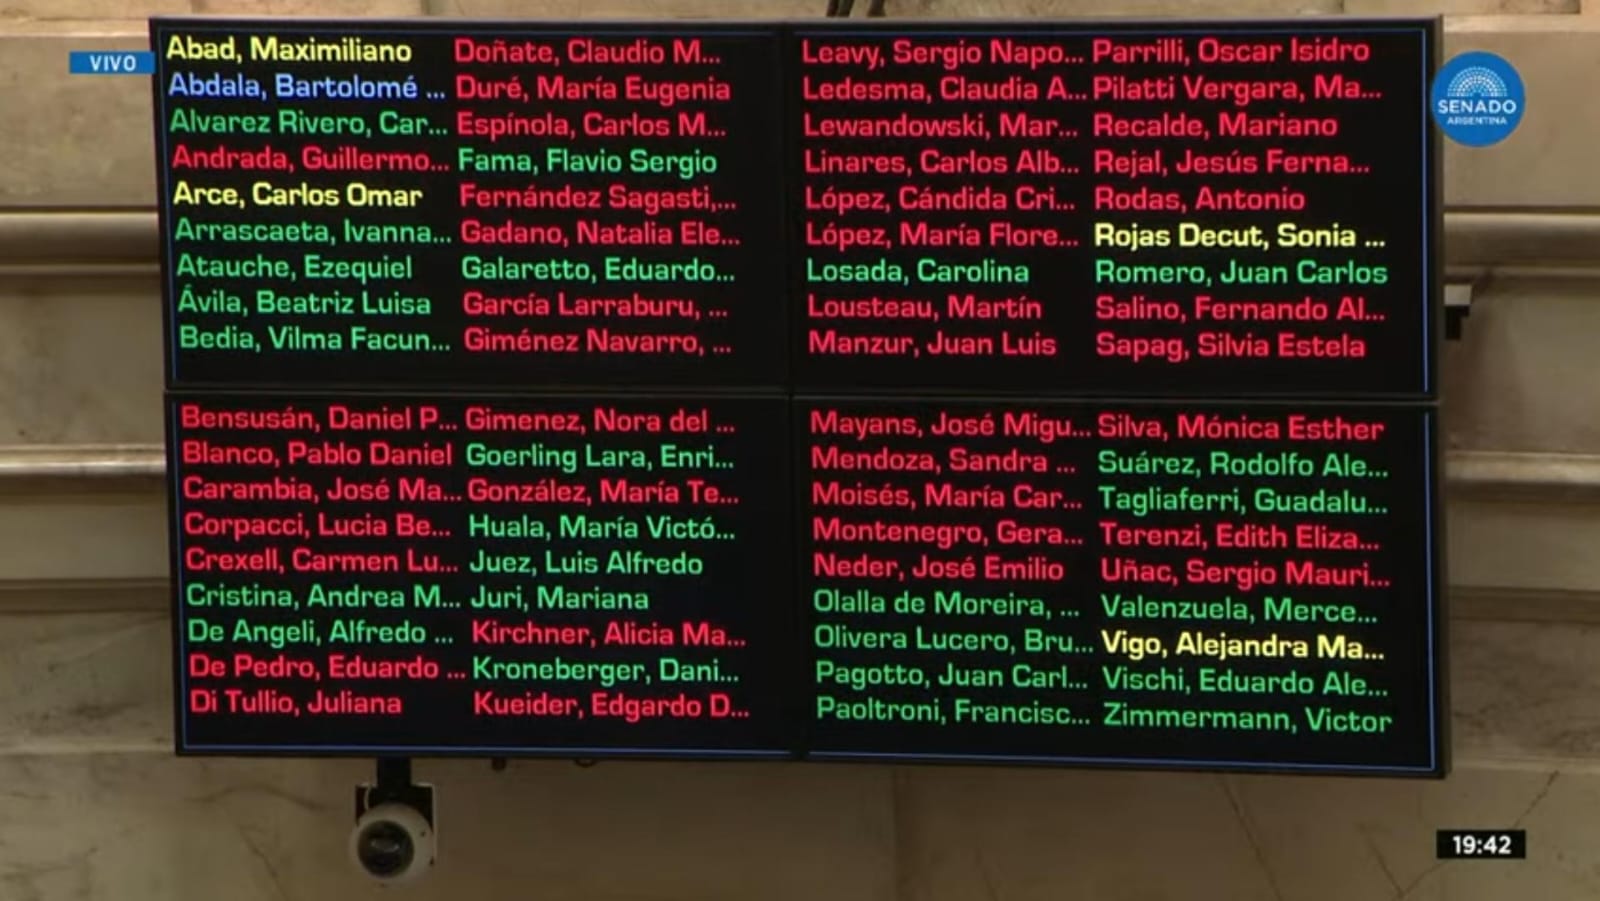 VIVO
Abad, Maximiliano
Abdala, Bartolomé ...
Alvarez Rivero, Car...
Andrada, Guillermo...
Arce, Carlos Omar
Arrascaeta, Ivanna...
Atauche, Ezequiel
Ávila, Beatriz Luisa
Bedia, Vilma Facun...
Bensusán, Daniel P...
Blanco, Pablo Daniel
Carambia, José Ma...
Corpacci, Lucia Be...
Crexell, Carmen Lu...
Cristina, Andrea M...
De Angeli, Alfredo ...
De Pedro, Eduardo ...
Di Tullio, Juliana
Doñate, Claudio M...
Duré, María Eugenia
Espínola, Carlos M...
Fama, Flavio Sergio
Fernández Sagasti,...
Gadano, Natalia Ele...
Galaretto, Eduardo...
García Larraburu, ...
Giménez Navarro, ...
Gimenez, Nora del ...
Goerling Lara, Enri...
González, María Te...
Huala, María Victó...
Juez, Luis Alfredo
Juri, Mariana
Kirchner, Alicia Ma...
Kroneberger, Dani...
Kueider, Edgardo D...
Leavy, Sergio Napo...
Ledesma, Claudia A...
Lewandowski, Mar...
Linares, Carlos Alb...
López, Cándida Cri...
López, María Flore...
Losada, Carolina
Lousteau, Martín
Manzur, Juan Luis
Mayans, José Migu...
Mendoza, Sandra ...
Moisés, María Car...
Montenegro, Gera...
Neder, José Emilio
Olalla de Moreira, ...
Olivera Lucero, Bru...
Pagotto, Juan Carl...
Paoltroni, Francisc...
Parrilli, Oscar Isidro
Pilatti Vergara, Ma...
Recalde, Mariano
Rejal, Jesús Ferna...
Rodas, Antonio
Rojas Decut, Sonia ...
Romero, Juan Carlos
Salino, Fernando Al...
Sapag, Silvia Estela
Silva, Mónica Esther
Suárez, Rodolfo Ale...
Tagliaferri, Guadalu...
Terenzi, Edith Eliza...
Uñac, Sergio Mauri...
Valenzuela, Merce...
Vigo, Alejandra Ma...
Vischi, Eduardo Ale...
Zimmermann, Victor
SENADO
ARGENTINA
19:42